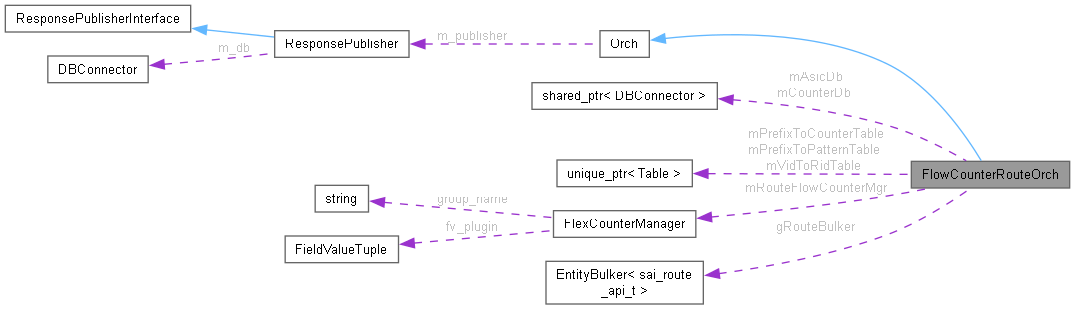 ResponsePublisherInterface
ResponsePublisher
m_publisher
Orch
m_db
DBConnector
mAsicDb
mCounterDb
shared_ptr< DBConnector >
mPrefixToCounterTable
mPrefixToPatternTable
mVidToRidTable
unique_ptr< Table >
FlowCounterRouteOrch
mRouteFlowCounterMgr
string
group_name
FlexCounterManager
fv_plugin
gRouteBulker
FieldValueTuple
EntityBulker< sai_route
_api_t >